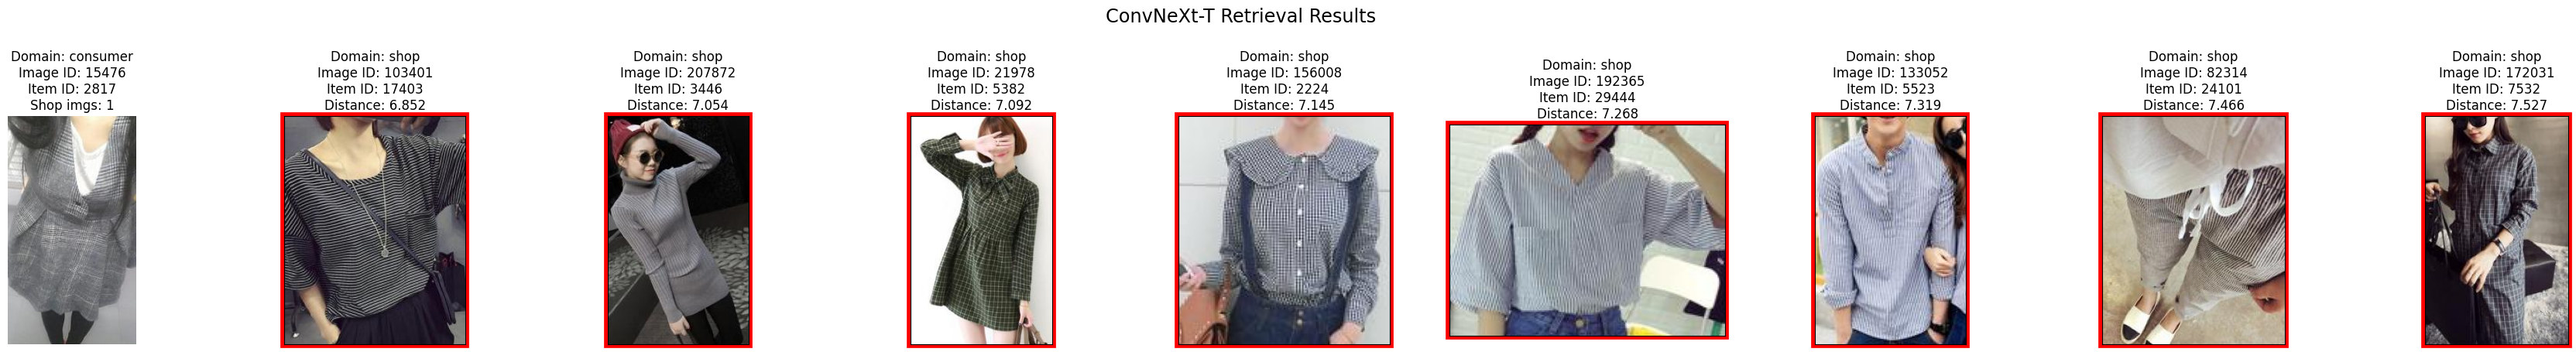 ConvNeXt-T Retrieval Results
Domain: consumer
Image ID: 15476
Item ID: 2817
Shop imgs: 1
Domain: shop
Image ID: 103401
Item ID: 17403
Distance: 6.852
Domain: shop
Image ID: 207872
Item ID: 3446
Distance: 7.054
Domain: shop
Image ID: 21978
Item ID: 5382
Distance: 7.092
Domain: shop
Image ID: 156008
Item ID: 2224
Distance: 7.145
Domain: shop
Image ID: 192365
Item ID: 29444
Distance: 7.268
Domain: shop
Image ID: 133052
Item ID: 5523
Distance: 7.319
Domain: shop
Image ID: 82314
Item ID: 24101
Distance: 7.466
Domain: shop
Image ID: 172031
Item ID: 7532
Distance: 7.527